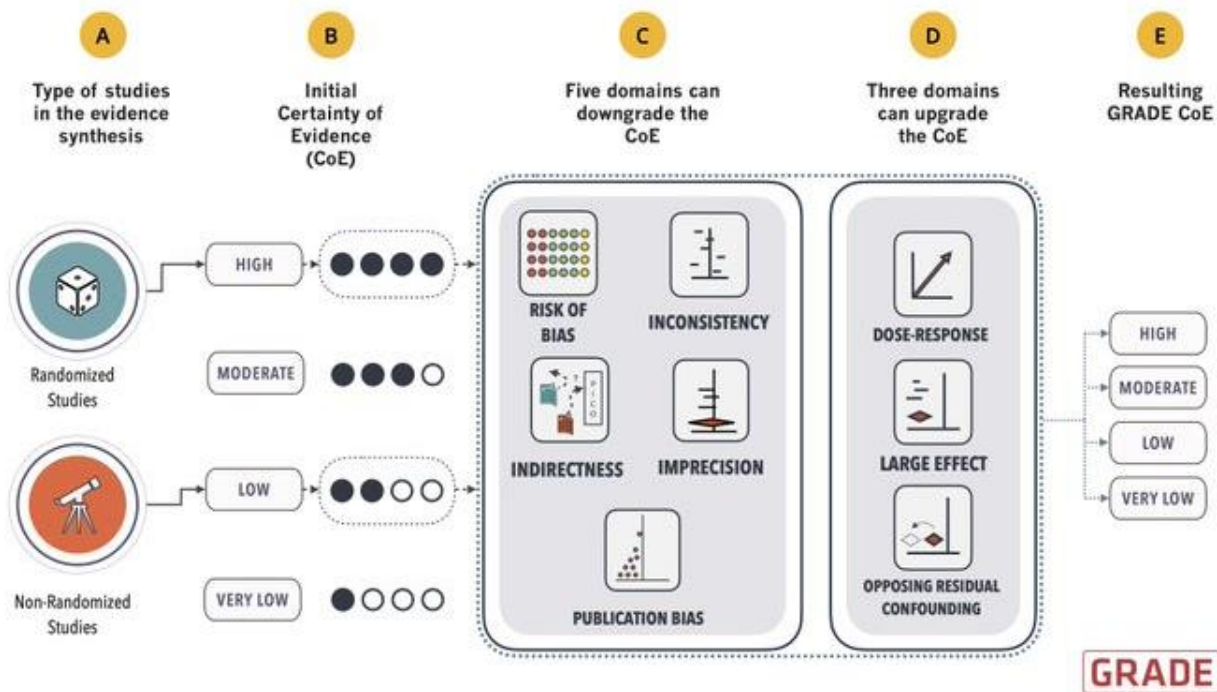 A
B
C
D
E
Type of studies
in the evidence
synthesis
Initial
Certainty of
Evidence
(CoE)
Five domains can
downgrade the
CoE
Three domains
can upgrade
the CoE
Resulting
GRADE CoE
Randomized
Studies
Non-Randomized
Studies
HIGH
MODERATE
LOW
VERY LOW
RISK OF
BIAS
INCONSISTENCY
?
P
I
C
O
INDIRECTNESS
IMPRECISION
PUBLICATION BIAS
DOSE-RESPONSE
LARGE EFFECT
OPPOSING RESIDUAL
CONFOUNDING
HIGH
MODERATE
LOW
VERY LOW
GRADE